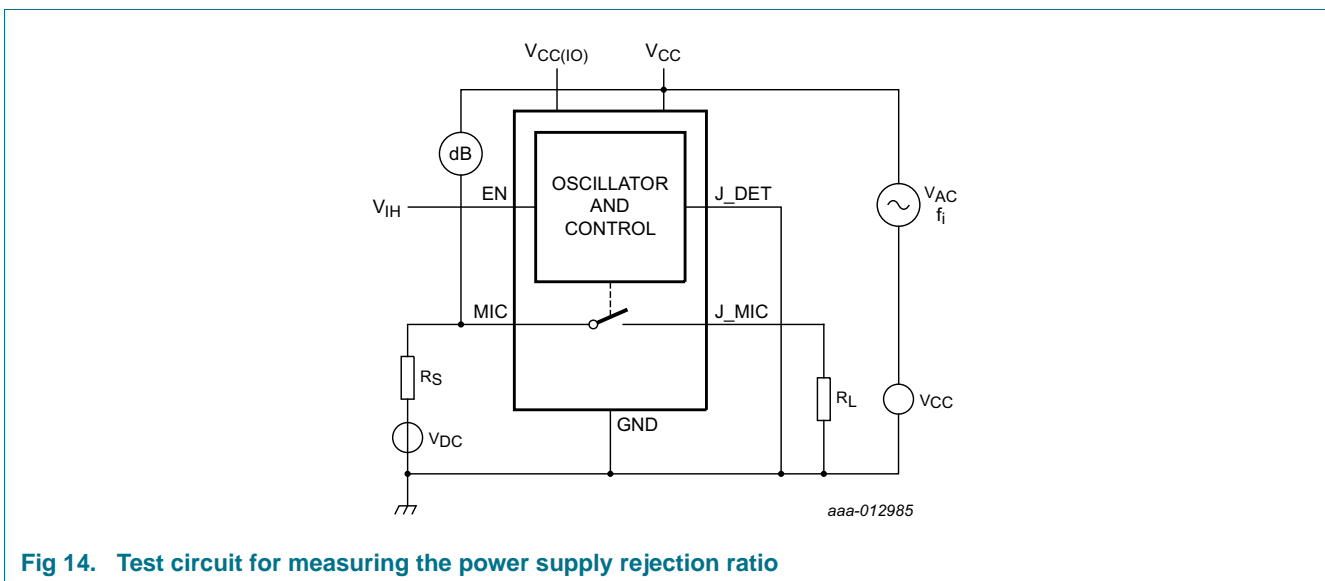 VCC(IO)
VCC
dB
EN
OSCILLATOR
AND
CONTROL
J_DET
VIH
VAC
fi
MIC
J_MIC
RS
RL
VCC
VDC
GND
aaa-012985
Fig 14. Test circuit for measuring the power supply rejection ratio